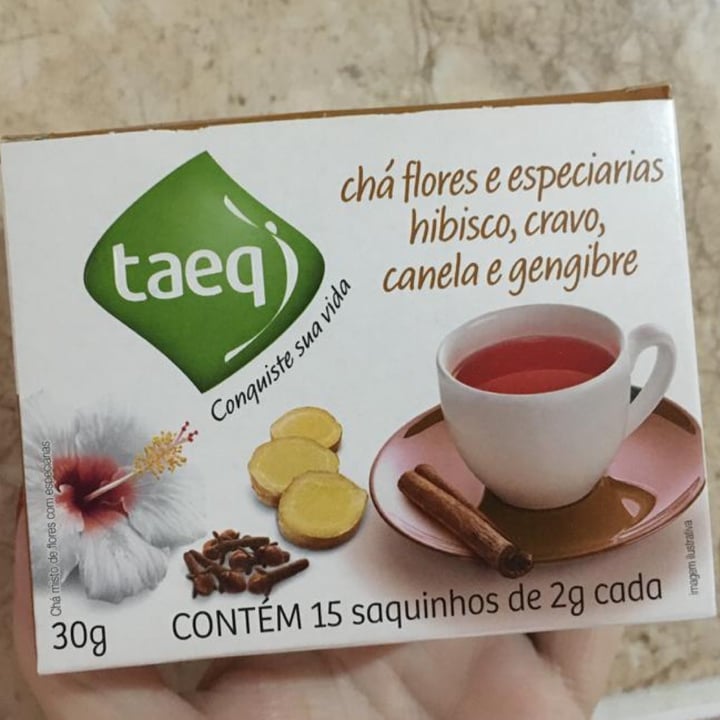 taeq
Conquiste sua vida
chá flores e especiarias
hibisco, cravo,
canela e gengibre
Chá misto de flores com especiarias
30g
CONTÉM 15 saquinhos de 2g cada
imagem ilustrativa